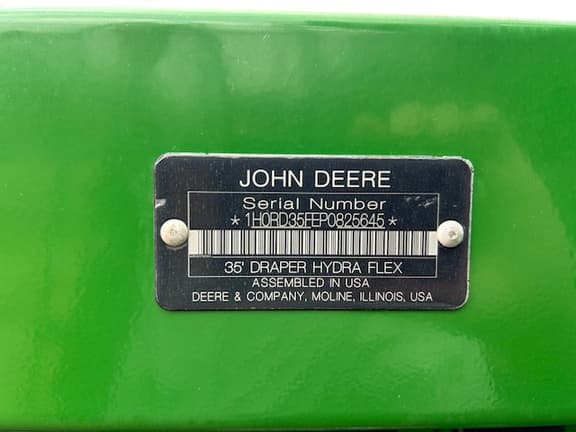 JOHN DEERE
Serial Number
*1H0RD35FEP0825645*
35' DRAPER HYDRA FLEX
ASSEMBLED IN USA
DEERE & COMPANY, MOLINE, ILLINOIS, USA